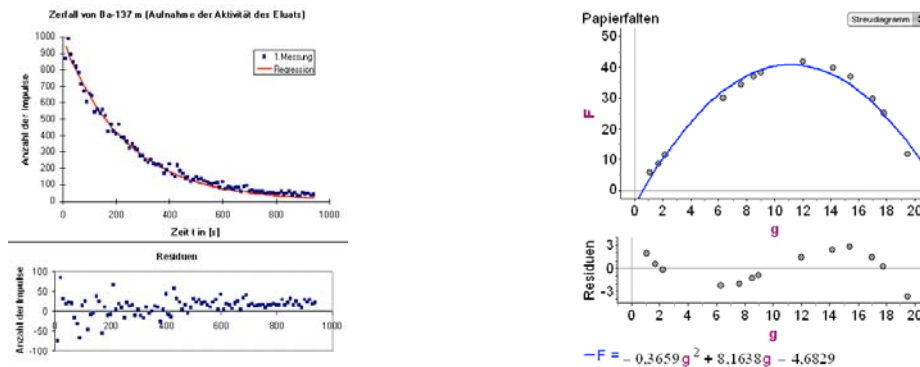 Zerfall von Ba-137 m (Aufnahme der Aktivität des Eluats)
Anzahl der Impulse
1000
900
800
700
600
500
400
300
200
100
0
1.Messung
Regression
0 200 400 600 800 1000
Zeit t in [s]
Residuen
Anzahl der Impulse
100
50
0
-50
-100
0 200 400 600 800 1000
Papierfalten
Streudiagramm
F
50
40
30
20
10
0
0 2 4 6 8 10 12 14 16 18 20
g
Residuen
3
0
-3
0 2 4 6 8 10 12 14 16 18 20
g
F = - 0,3659g² + 8,1638g - 4,6829